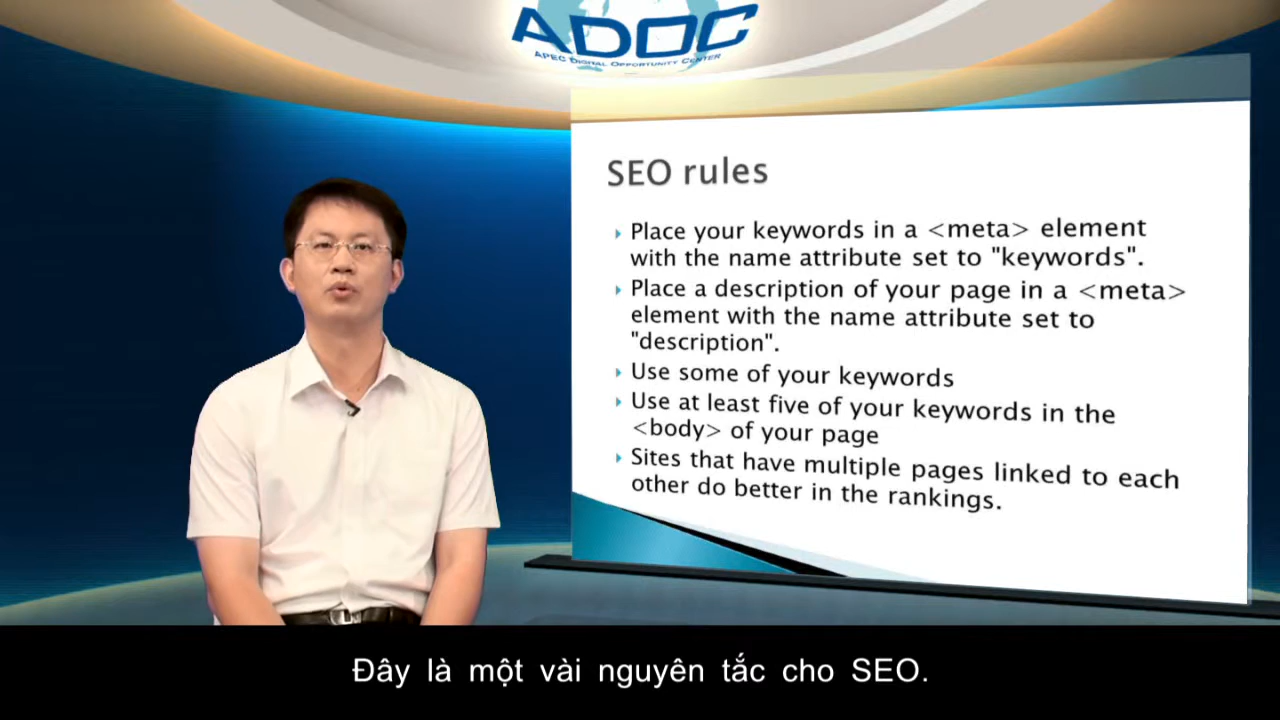 ADOC
APEC DIGITAL OPPORTUNITY CENTER
SEO rules
Place your keywords in a <meta> element
with the name attribute set to "keywords".
Place a description of your page in a <meta>
element with the name attribute set to
"description".
Use some of your keywords
Use at least five of your keywords in the
<body> of your page
Sites that have multiple pages linked to each
other do better in the rankings.
Đây là một vài nguyên tắc cho SEO.